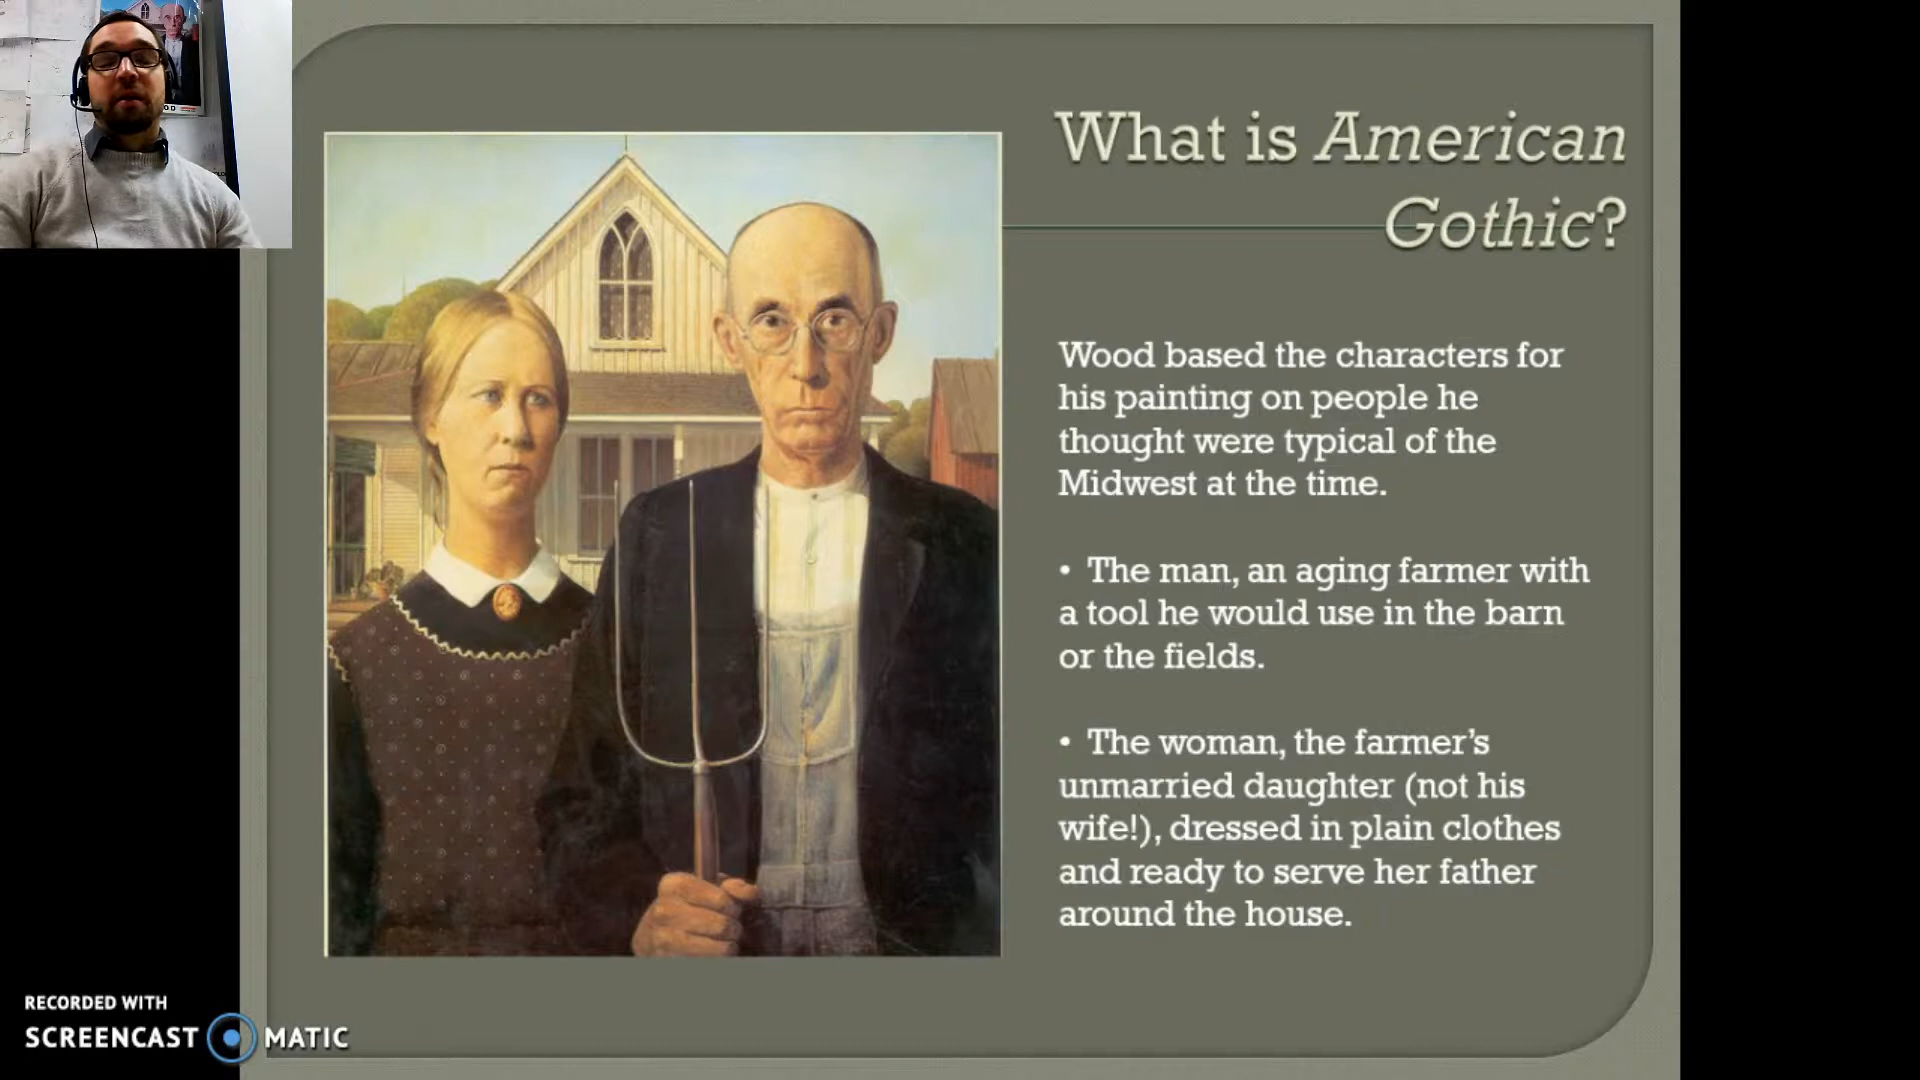 What is American
Gothic?
Wood based the characters for
his painting on people he
thought were typical of the
Midwest at the time.
• The man, an aging farmer with
a tool he would use in the barn
or the fields.
• The woman, the farmer's
unmarried daughter (not his
wife!), dressed in plain clothes
and ready to serve her father
around the house.
RECORDED WITH
SCREENCAST MATIC